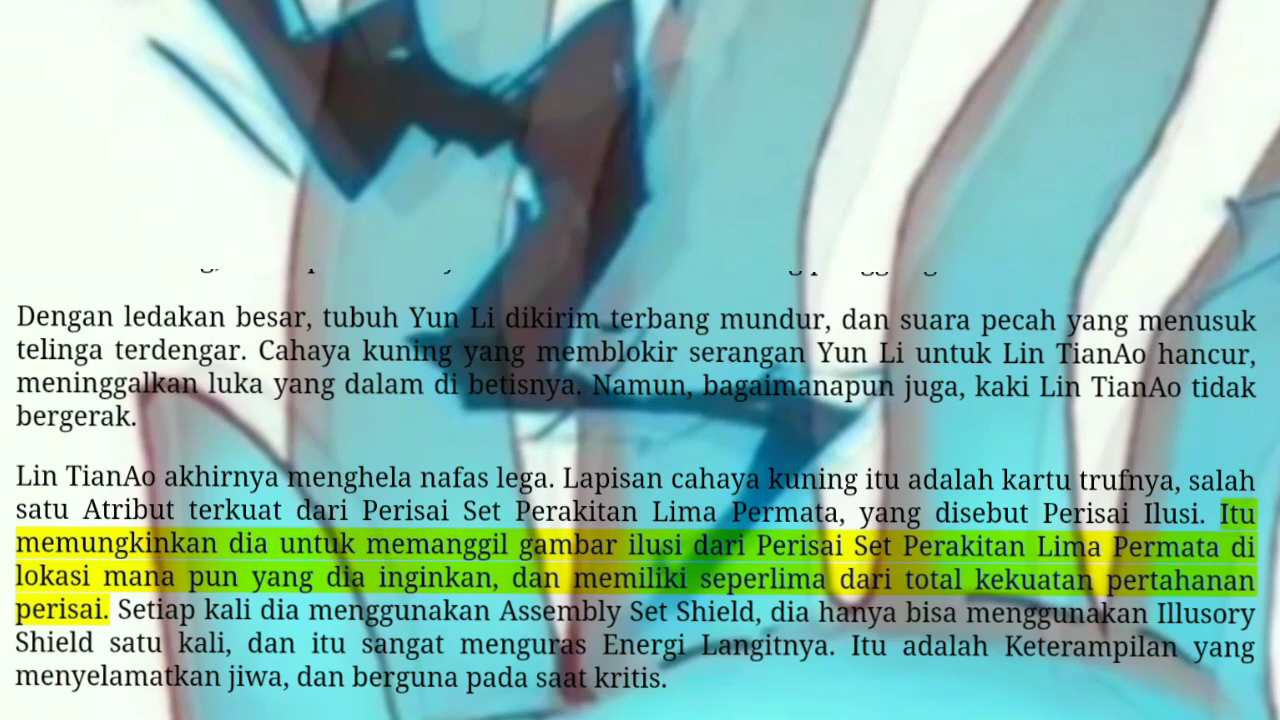 Dengan ledakan besar, tubuh Yun Li dikirim terbang mundur, dan suara pecah yang menusuk
telinga terdengar. Cahaya kuning yang memblokir serangan Yun Li untuk Lin TianAo hancur,
meninggalkan luka yang dalam di betisnya. Namun, bagaimanapun juga, kaki Lin TianAo tidak
bergerak.
Lin TianAo akhirnya menghela nafas lega. Lapisan cahaya kuning itu adalah kartu trufnya, salah
satu Atribut terkuat dari Perisai Set Perakitan Lima Permata, yang disebut Perisai Ilusi. Itu
memungkinkan dia untuk memanggil gambar ilusi dari Perisai Set Perakitan Lima Permata di
lokasi mana pun yang dia inginkan, dan memiliki seperlima dari total kekuatan pertahanan
perisai. Setiap kali dia menggunakan Assembly Set Shield, dia hanya bisa menggunakan Illusory
Shield satu kali, dan itu sangat menguras Energi Langitnya. Itu adalah Keterampilan yang
menyelamatkan jiwa, dan berguna pada saat kritis.